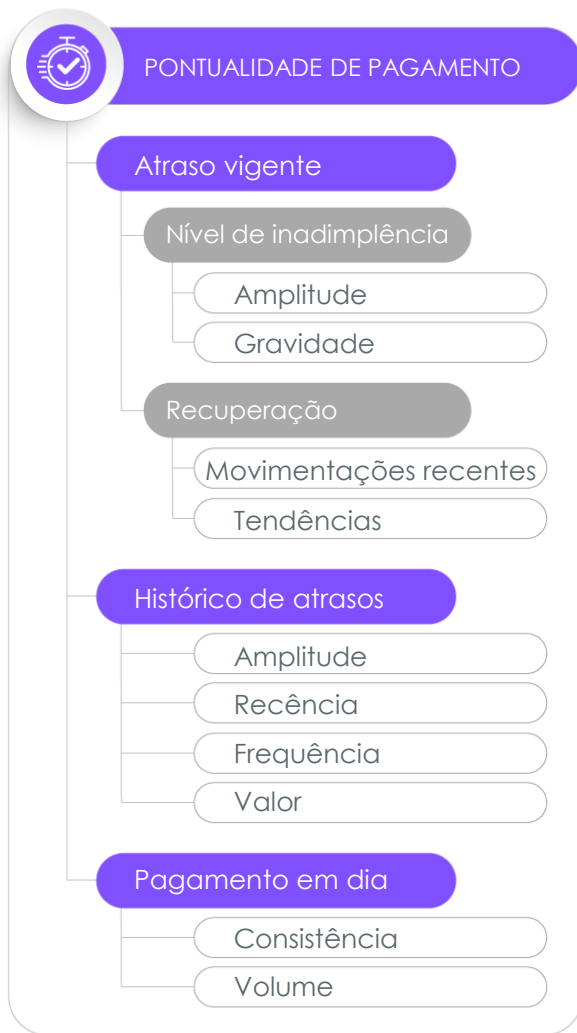 PONTUALIDADE DE PAGAMENTO
Atraso vigente
Nível de inadimplência
Amplitude
Gravidade
Recuperação
Movimentações recentes
Tendências
Histórico de atrasos
Amplitude
Recência
Frequência
Valor
Pagamento em dia
Consistência
Volume